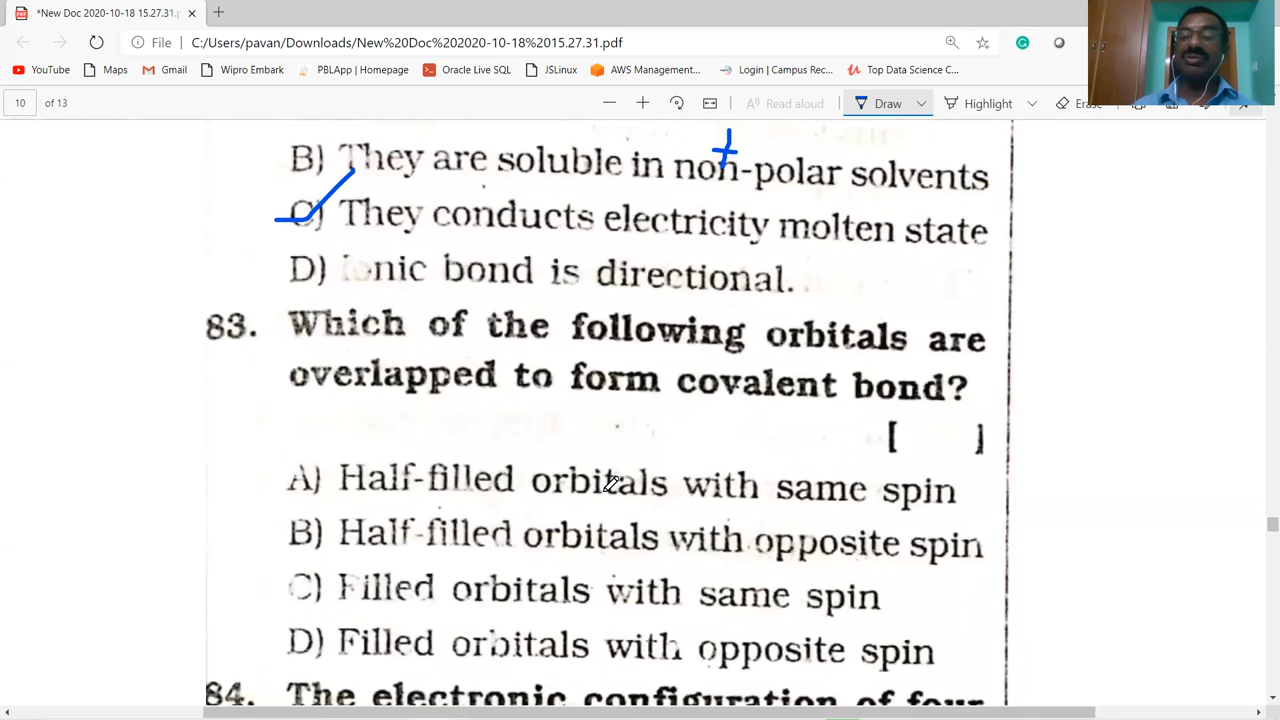 *New Doc 2020-10-18 15.27.31.p
File C:/Users/pavan/Downloads/New%20Doc%202020-10-18%2015.27.31.pdf
YouTube Maps Gmail Wipro Embark PBLApp | Homepage Oracle Live SQL JSLinux AWS Management... Login | Campus Rec... Top Data Science C...
10 of 13 Read aloud Draw Highlight Erase
B) They are soluble in non-polar solvents
C) They conducts electricity molten state
D) Ionic bond is directional.
83. Which of the following orbitals are
overlapped to form covalent bond?
[ ]
A) Half-filled orbitals with same spin
B) Half-filled orbitals with opposite spin
C) Filled orbitals with same spin
D) Filled orbitals with opposite spin
84. The electronic configuration of four